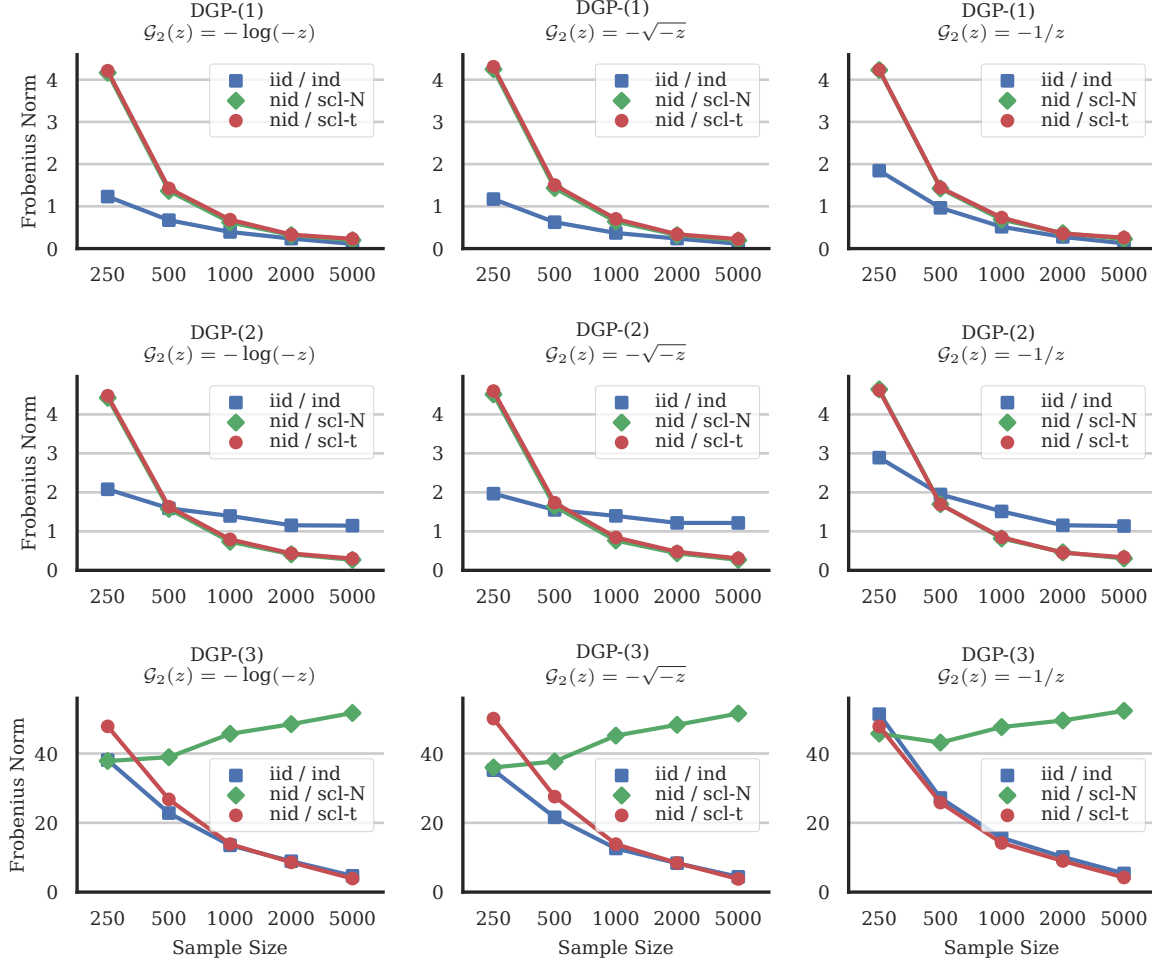 DGP-(1)
𝒢₂(z) = −log(−z)
Frobenius Norm
4
3
2
1
0
250 500 1000 2000 5000
iid / ind
nid / scl-N
nid / scl-t
DGP-(1)
𝒢₂(z) = −√−z
4
3
2
1
0
250 500 1000 2000 5000
iid / ind
nid / scl-N
nid / scl-t
DGP-(1)
𝒢₂(z) = −1/z
4
3
2
1
0
250 500 1000 2000 5000
iid / ind
nid / scl-N
nid / scl-t
DGP-(2)
𝒢₂(z) = −log(−z)
Frobenius Norm
4
3
2
1
0
250 500 1000 2000 5000
iid / ind
nid / scl-N
nid / scl-t
DGP-(2)
𝒢₂(z) = −√−z
4
3
2
1
0
250 500 1000 2000 5000
iid / ind
nid / scl-N
nid / scl-t
DGP-(2)
𝒢₂(z) = −1/z
4
3
2
1
0
250 500 1000 2000 5000
iid / ind
nid / scl-N
nid / scl-t
DGP-(3)
𝒢₂(z) = −log(−z)
Frobenius Norm
40
20
0
250 500 1000 2000 5000
Sample Size
iid / ind
nid / scl-N
nid / scl-t
DGP-(3)
𝒢₂(z) = −√−z
40
20
0
250 500 1000 2000 5000
Sample Size
iid / ind
nid / scl-N
nid / scl-t
DGP-(3)
𝒢₂(z) = −1/z
40
20
0
250 500 1000 2000 5000
Sample Size
iid / ind
nid / scl-N
nid / scl-t